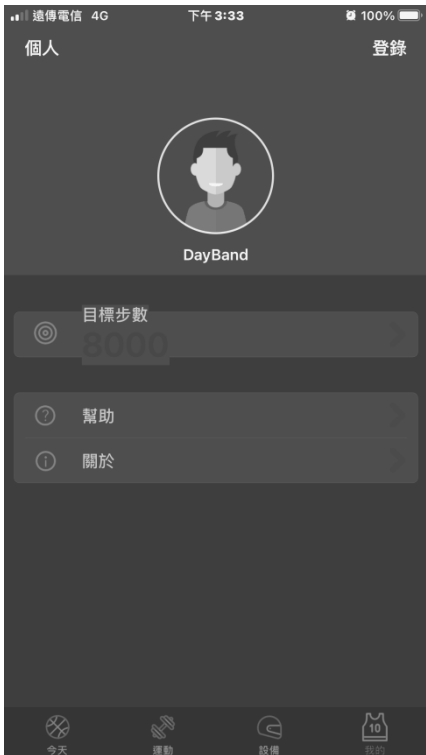 遠傳電信 4G 下午 3:33 100%
個人 登錄
DayBand
目標步數
8000
幫助
關於
10
今天 運動 設備 我的